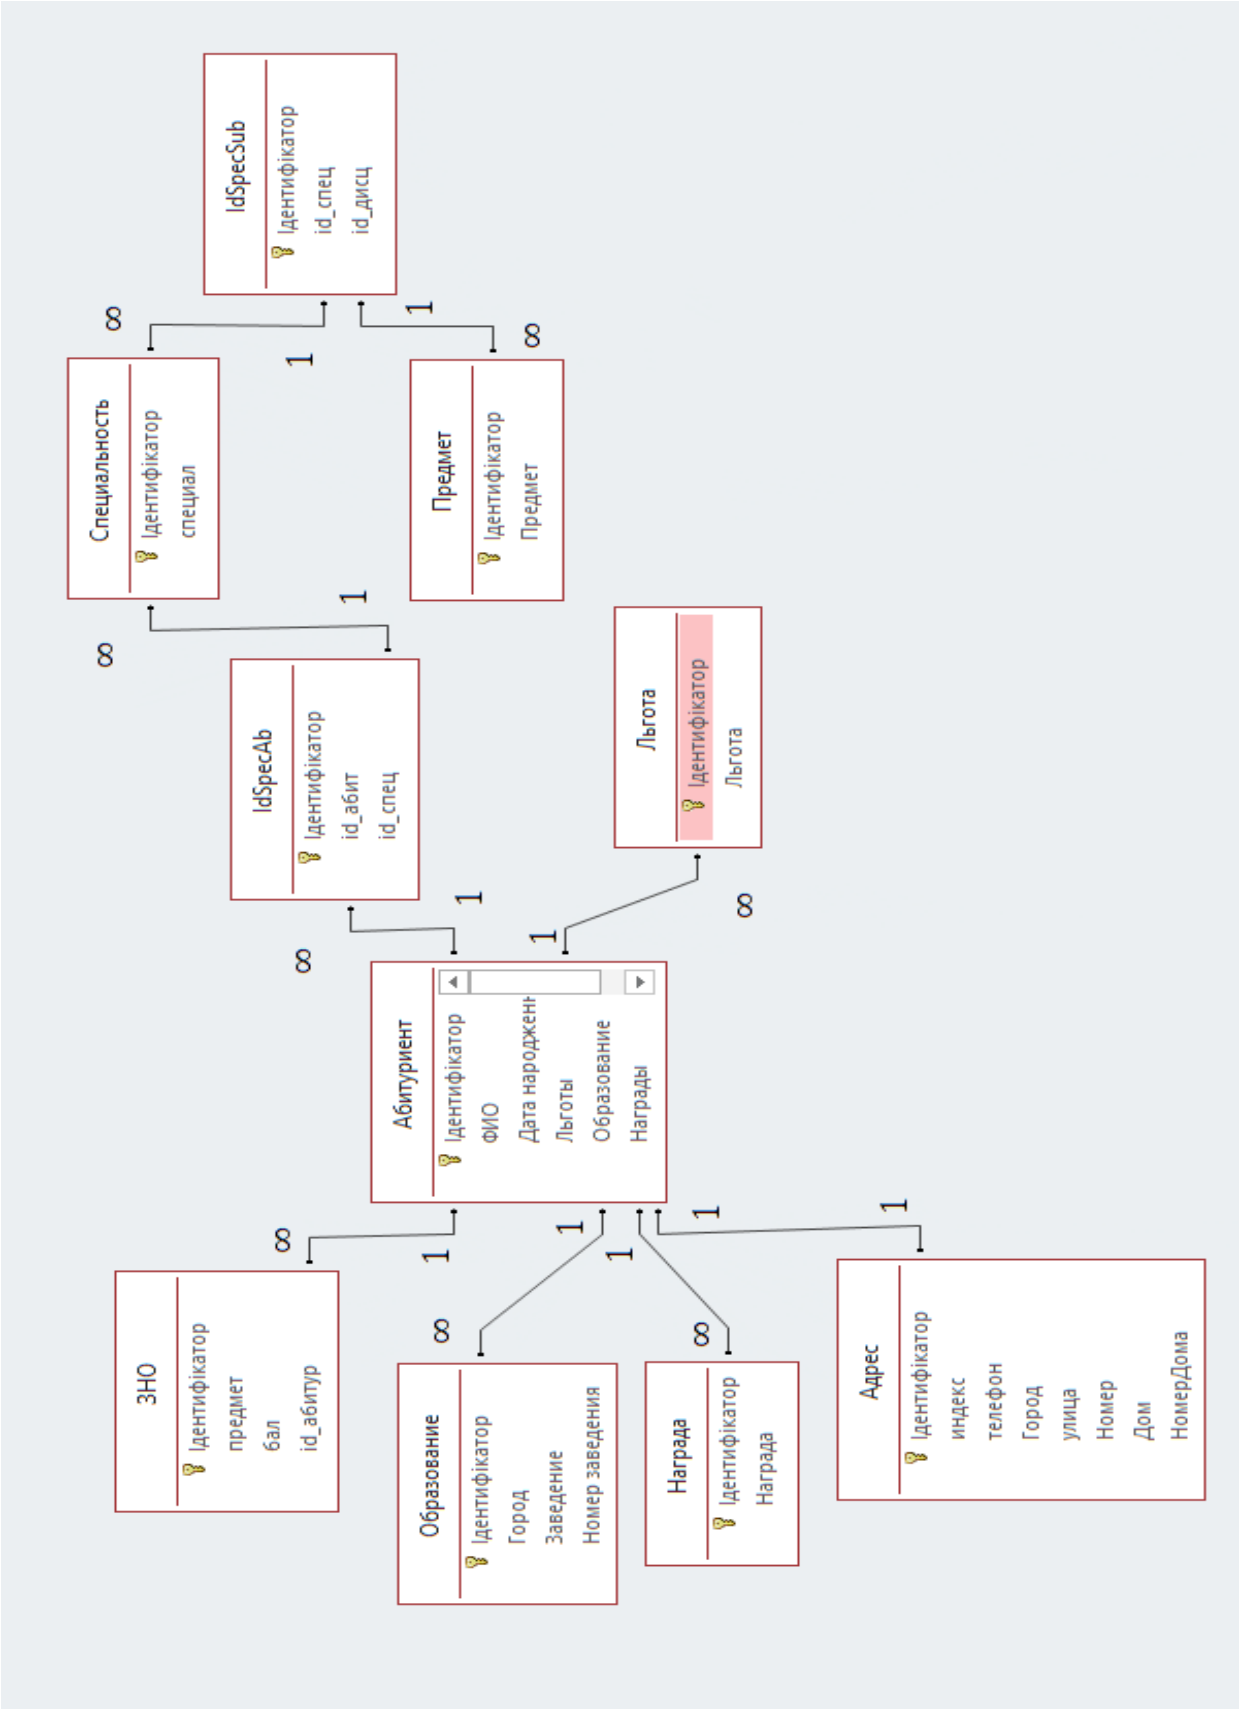 ЗНО
Ідентифікатор
предмет
бал
id_абитур
∞
1
Образование
Ідентифікатор
Город
Заведение
Номер заведения
∞
1
Награда
Ідентифікатор
Награда
∞
1
Адрес
Ідентифікатор
индекс
телефон
Город
улица
Номер
Дом
НомерДома
1
1
Абитуриент
Ідентифікатор
ФИО
Дата народженн
Льготы
Образование
Награды
∞
1
1
∞
IdSpecAb
Ідентифікатор
id_абит
id_спец
Льгота
Ідентифікатор
Льгота
∞
1
Специальность
Ідентифікатор
специал
Предмет
Ідентифікатор
Предмет
∞
1
1
∞
IdSpecSub
Ідентифікатор
id_спец
id_дисц